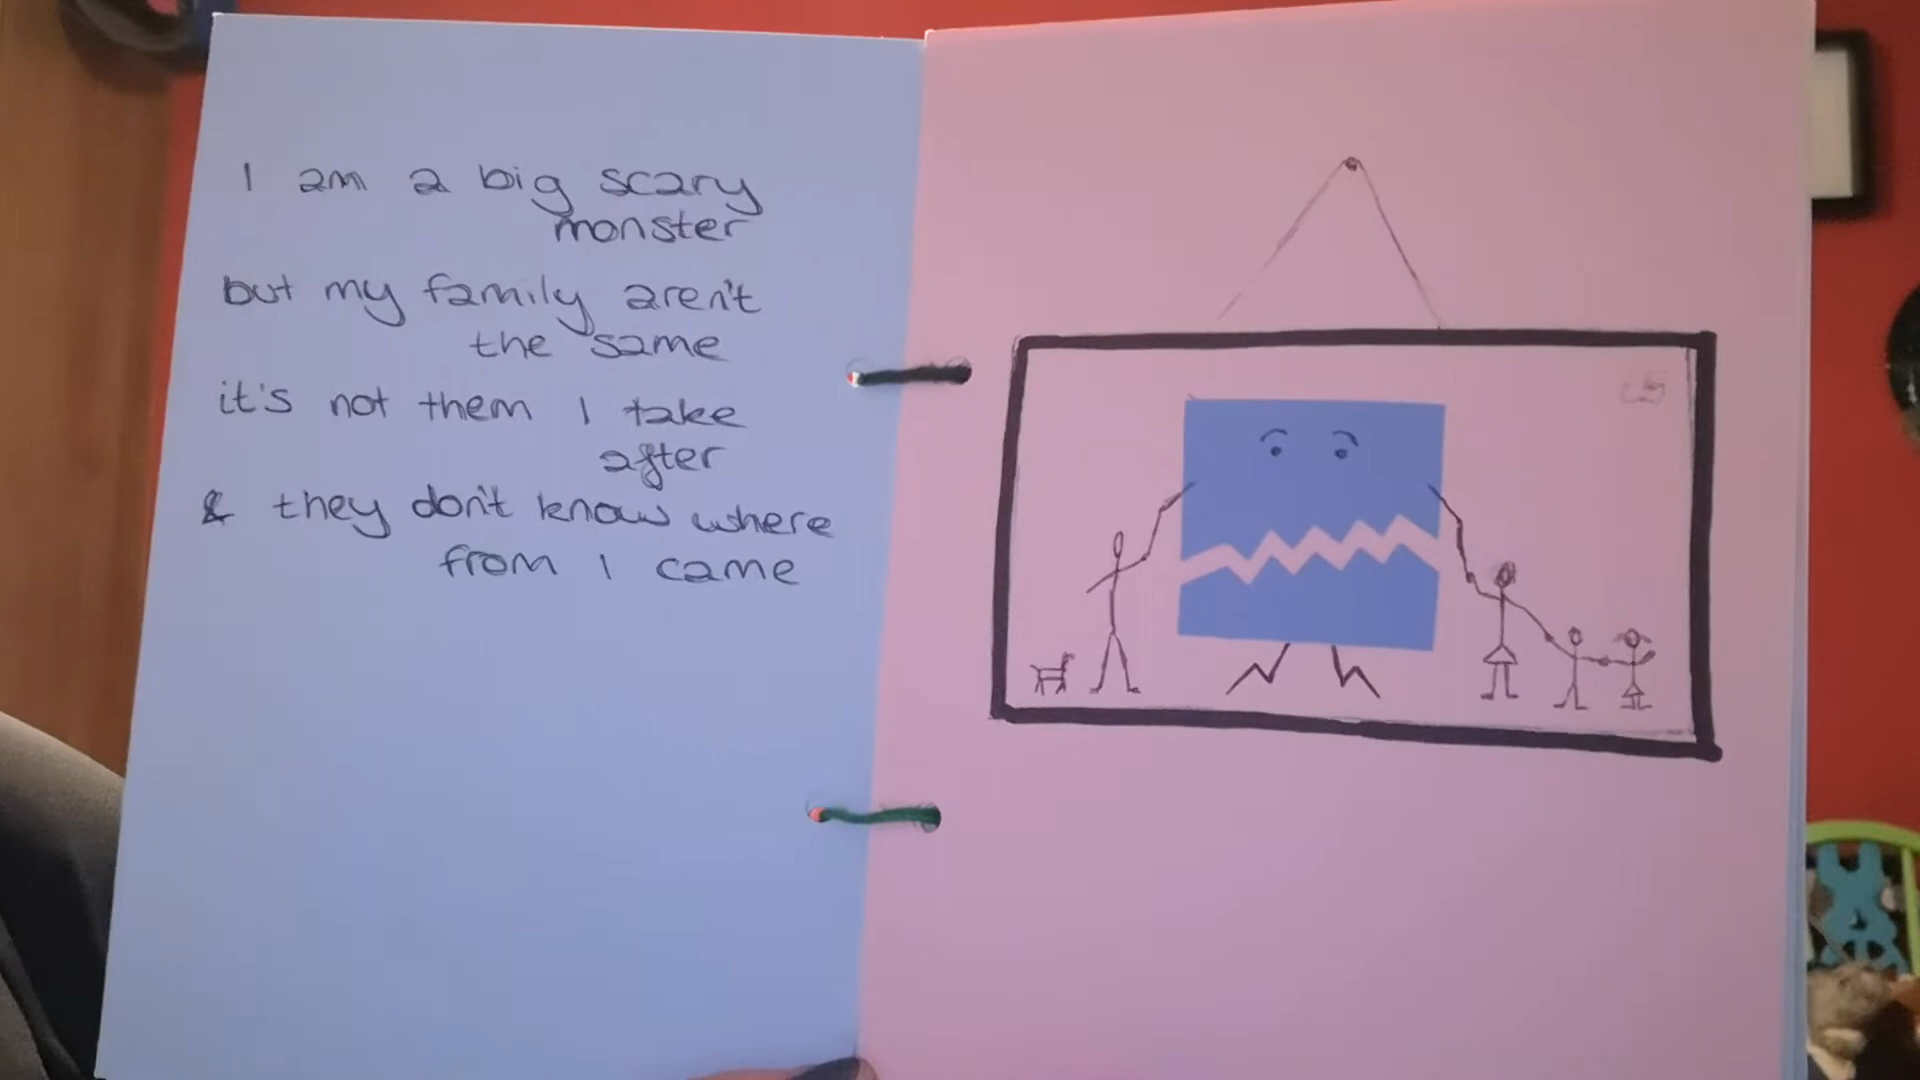 I am a big scary
monster
but my family aren't
the same
it's not them I take
after
& they don't know where
from I came